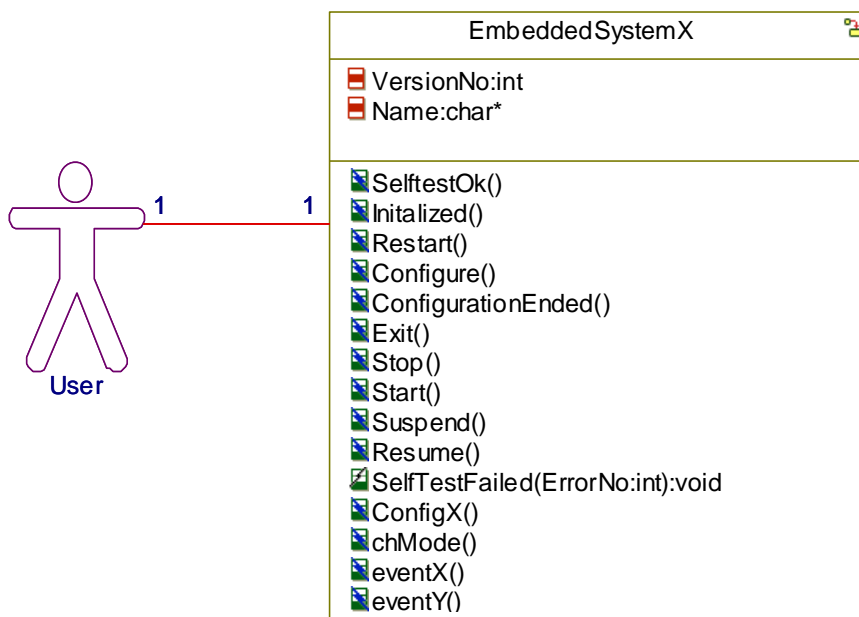 EmbeddedSystemX
VersionNo:int
Name:char*
1 1
User
SelftestOk()
Initalized()
Restart()
Configure()
ConfigurationEnded()
Exit()
Stop()
Start()
Suspend()
Resume()
SelfTestFailed(ErrorNo:int):void
ConfigX()
chMode()
eventX()
eventY()